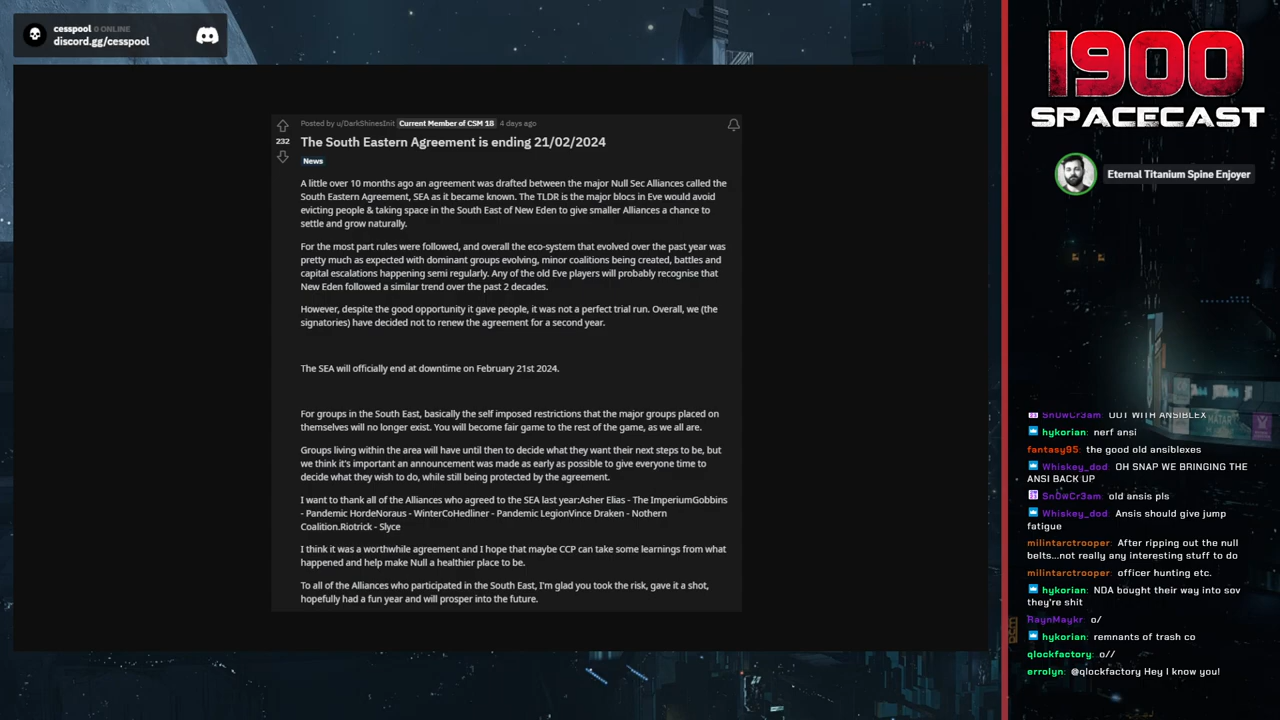 cesspool 0 ONLINE
discord.gg/cesspool
Posted by u/DarkShinesInit Current Member of CSM 18 4 days ago
232
The South Eastern Agreement is ending 21/02/2024
News
A little over 10 months ago an agreement was drafted between the major Null Sec Alliances called the
South Eastern Agreement, SEA as it became known. The TLDR is the major blocs in Eve would avoid
evicting people & taking space in the South East of New Eden to give smaller Alliances a chance to
settle and grow naturally.
For the most part rules were followed, and overall the eco-system that evolved over the past year was
pretty much as expected with dominant groups evolving, minor coalitions being created, battles and
capital escalations happening semi regularly. Any of the old Eve players will probably recognise that
New Eden followed a similar trend over the past 2 decades.
However, despite the good opportunity it gave people, it was not a perfect trial run. Overall, we (the
signatories) have decided not to renew the agreement for a second year.
The SEA will officially end at downtime on February 21st 2024.
For groups in the South East, basically the self imposed restrictions that the major groups placed on
themselves will no longer exist. You will become fair game to the rest of the game, as we all are.
Groups living within the area will have until then to decide what they want their next steps to be, but
we think it's important an announcement was made as early as possible to give everyone time to
decide what they wish to do, while still being protected by the agreement.
I want to thank all of the Alliances who agreed to the SEA last year:Asher Elias - The ImperiumGobbins
- Pandemic HordeNoraus - WinterCoHedliner - Pandemic LegionVince Draken - Nothern
Coalition.Riotrick - Slyce
I think it was a worthwhile agreement and I hope that maybe CCP can take some learnings from what
happened and help make Null a healthier place to be.
To all of the Alliances who participated in the South East, I'm glad you took the risk, gave it a shot,
hopefully had a fun year and will prosper into the future.
1900
SPACECAST
Eternal Titanium Spine Enjoyer
MATAR
SnDwCr3am: OUT WITH ANSIBLEX
hykorian: nerf ansi
fantasy95: the good old ansiblexes
Whiskey_dod: OH SNAP WE BRINGING THE
ANSI BACK UP
SnDwCr3am: old ansis pls
Whiskey_dod: Ansis should give jump
fatigue
milintarctrooper: After ripping out the null
belts...not really any interesting stuff to do
milintarctrooper: officer hunting etc.
hykorian: NDA bought their way into sov
they're shit
RaynMaykr: o/
hykorian: remnants of trash co
qlockfactory: o//
errolyn: @qlockfactory Hey I know you!